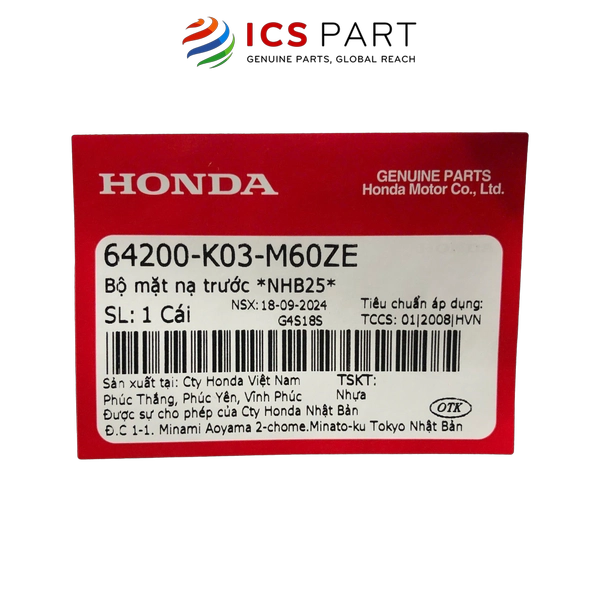 ICS PART
GENUINE PARTS, GLOBAL REACH
HONDA
GENUINE PARTS
Honda Motor Co., Ltd.
64200-K03-M60ZE
Bộ mặt nạ trước *NHB25*
SL: 1 Cái
NSX: 18-09-2024
G4S18S
Tiêu chuẩn áp dụng:
TCCS: 01|2008|HVN
Sản xuất tại: Cty Honda Việt Nam
Phúc Thắng, Phúc Yên, Vĩnh Phúc
TSKT:
Nhựa
Được sự cho phép của Cty Honda Nhật Bản
Đ.C 1-1. Minami Aoyama 2-chome.Minato-ku Tokyo Nhật Bản
OTK